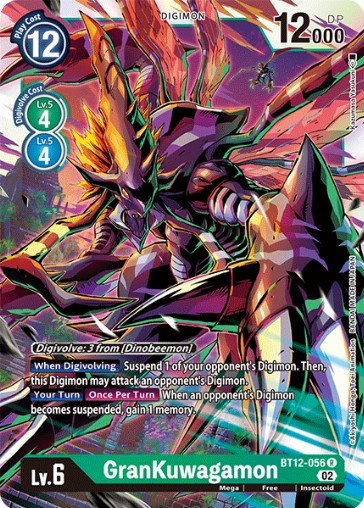 DIGIMON
Play Cost
12
12000
DP
Digivolve Cost
Lv.5
4
Lv.5
4
Digivolve: 3 from [Dinobeemon]
When Digivolving Suspend 1 of your opponent's Digimon. Then,
this Digimon may attack an opponent's Digimon.
Your Turn Once Per Turn When an opponent's Digimon
becomes suspended, gain 1 memory.
Lv.6
GranKuwagamon
BT12-056 R
02
Mega Free Insectoid